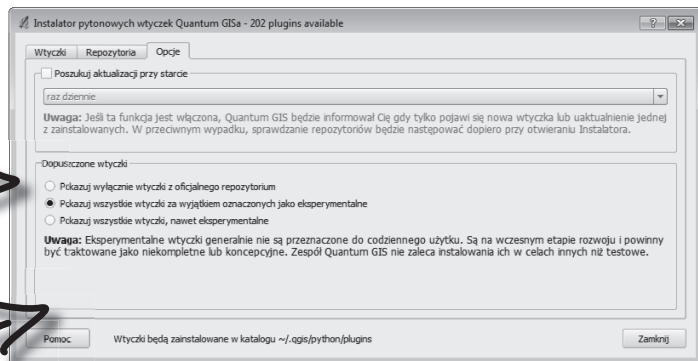 Instalator pytonowych wtyczek Quantum GISa - 202 plugins available
Wtyczki Repozytoria Opcje
Poszukuj aktualizacji przy starcie
raz dziennie
Uwaga: Jeśli ta funkcja jest włączona, Quantum GIS będzie informował Cię gdy tylko pojawi się nowa wtyczka lub uaktualnienie jednej
z zainstalowanych. W przeciwnym wypadku, sprawdzanie repozytoriów będzie następować dopiero przy otwieraniu Instalatora.
Dopuszczone wtyczki
Pokazuj wyłącznie wtyczki z oficjalnego repozytorium
Pokazuj wszystkie wtyczki za wyjątkiem oznaczonych jako eksperymentalne
Pokazuj wszystkie wtyczki, nawet eksperymentalne
Uwaga: Eksperymentalne wtyczki generalnie nie są przeznaczone do codziennego użytku. Są na wczesnym etapie rozwoju i powinny
być traktowane jako niekompletne lub koncepcyjne. Zespół Quantum GIS nie zaleca instalowania ich w celach innych niż testowe.
Pomoc Wtyczki będą zainstalowane w katalogu ~/.qgis/python/plugins Zamknij